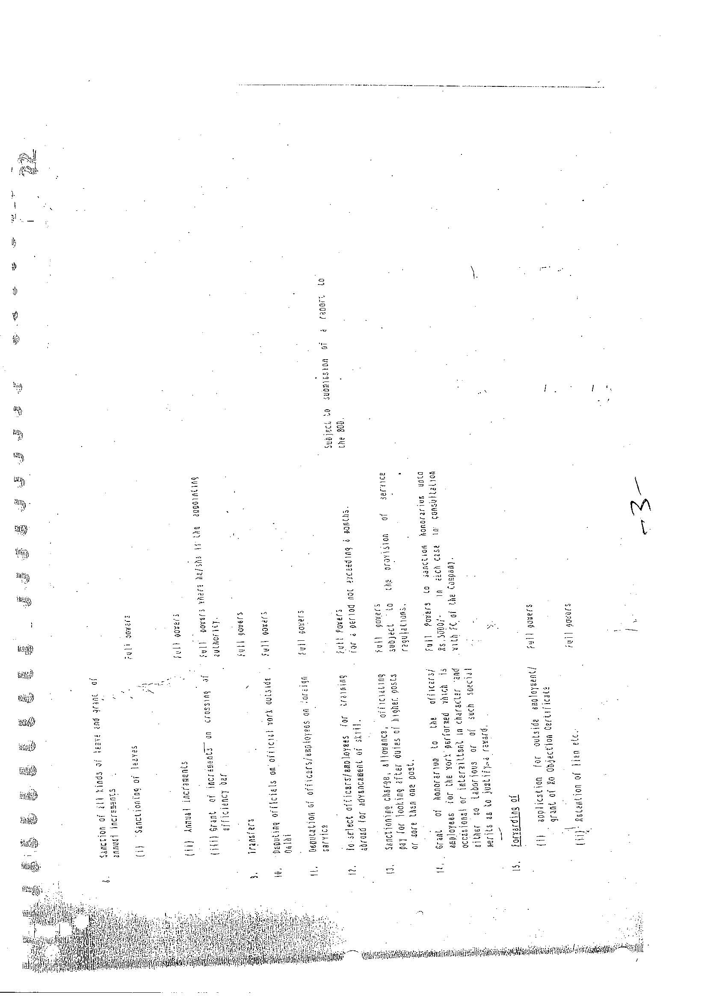 -3-
8. Sanction of all kinds of leave and grant of
annual increments
(i) Sanctioning of leaves
Full powers
(ii) Annual increments
Full powers
(iii) Grant of increments on crossing of
efficiency bar
Full powers where he/she is the appointing
authority.
9. Transfers
Full powers
10. Deputing officials on official work outside
Delhi
Full powers
11. Deputation of officers/employees on foreign
service
Full powers
Subject to submission of a report to
the BOD.
12. To select officers/employees for training
abroad for advancement of skill.
Full powers
for a period not exceeding 6 months.
13. Sanctioning charge, allowance, officiating
pay for looking after duties of higher posts
or more then one post.
Full powers
subject to the provision of service
regulations.
14. Grant of honorarium to the officers/
employees for the work performed which is
occasional or intermittent in character and
either so laborious or of such special
merits as to justified reward.
Full powers to sanction honorarium upto
Rs.5000/- in each case in consultation
with FC of the Company.
15. Forwarding of
(i) application for outside employment/
grant of no objection certificate
Full powers
(ii) Retention of lien etc.
Full powers